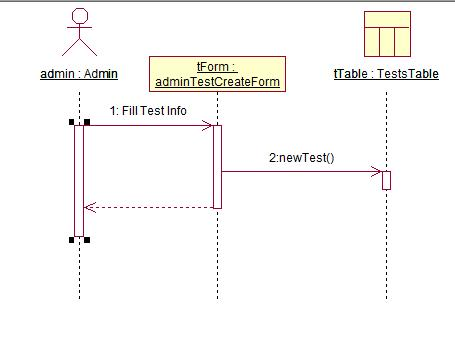 admin : Admin
tForm :
adminTestCreateForm
tTable : TestsTable
1: Fill Test Info
2:newTest()